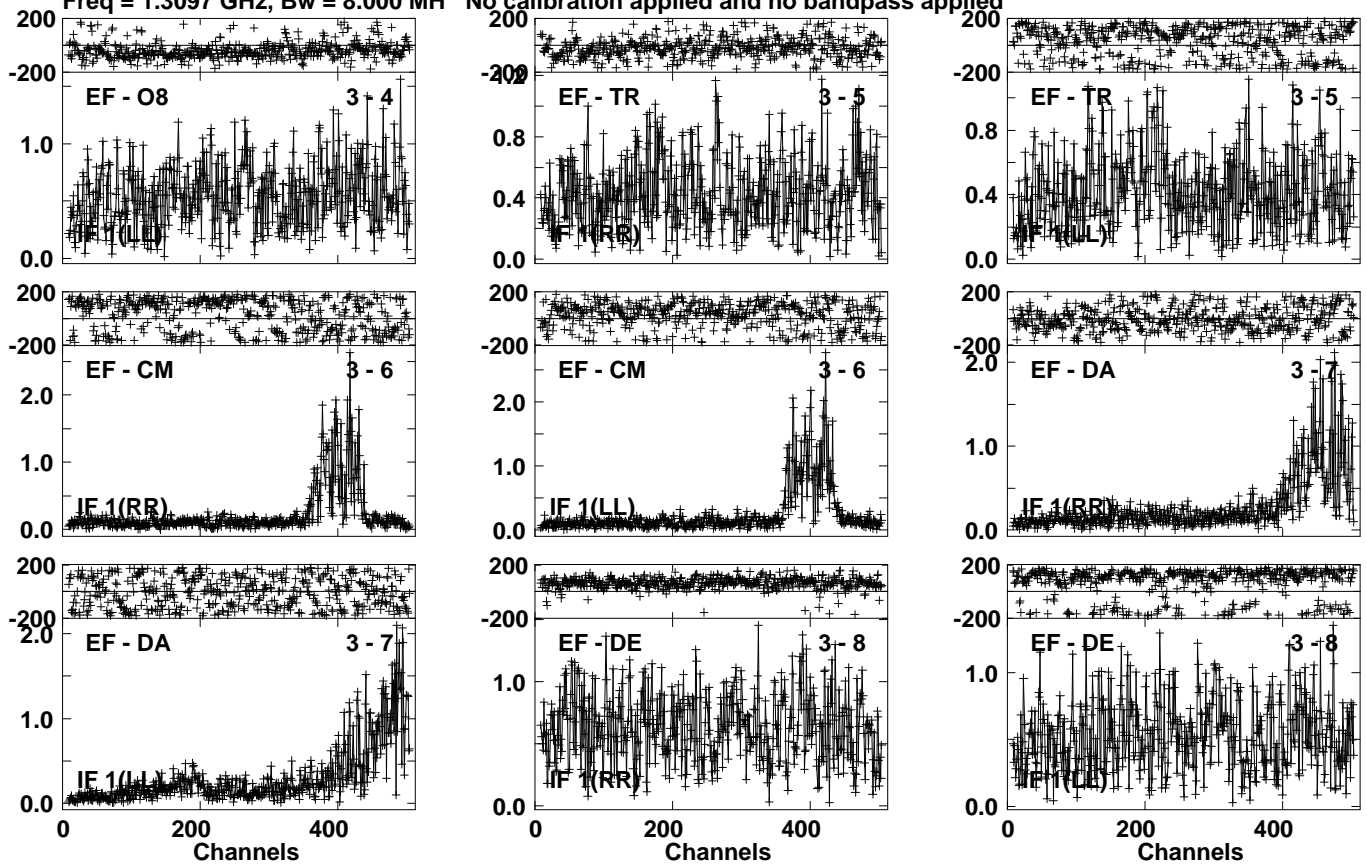 Freq = 1.3097 GHz, Bw = 8.000 MH No calibration applied and no bandpass applied
200
-200
EF - O8 3 - 4
1.0
IF 1(LL)
0.0
200
-200
1.2
EF - TR 3 - 5
0.8
0.4
IF 1(RR)
0.0
200
-200
EF - TR 3 - 5
0.8
0.4
IF 1(LL)
0.0
200
-200
EF - CM 3 - 6
2.0
1.0
IF 1(RR)
0.0
200
-200
EF - CM 3 - 6
2.0
1.0
IF 1(LL)
0.0
200
-200
EF - DA 3 - 7
2.0
1.0
IF 1(RR)
0.0
200
-200
EF - DA 3 - 7
2.0
1.0
IF 1(LL)
0.0
0 200 400
Channels
200
-200
EF - DE 3 - 8
1.0
IF 1(RR)
0.0
0 200 400
Channels
200
-200
EF - DE 3 - 8
1.0
IF 1(LL)
0.0
0 200 400
Channels